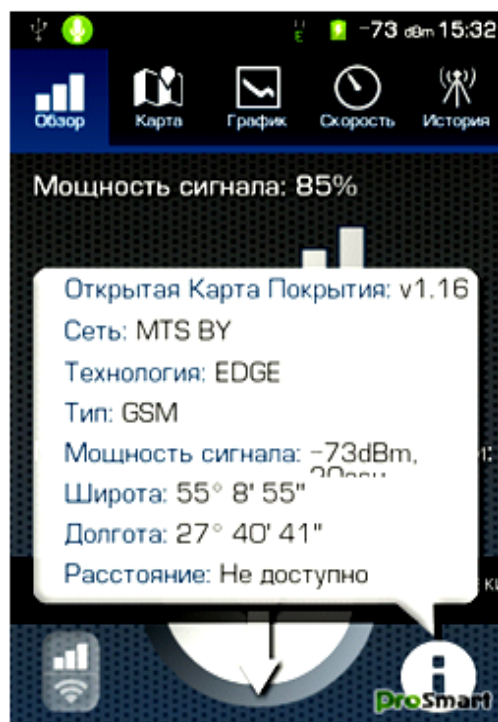 -73 dBm 15:32
Обзор Карта График Скорость История
Мощность сигнала: 85%
Открытая Карта Покрытия: v1.16
Сеть: MTS BY
Технология: EDGE
Тип: GSM
Мощность сигнала: -73dBm,
Широта: 55° 8' 55"
Долгота: 27° 40' 41"
Расстояние: Не доступно
ProSmart